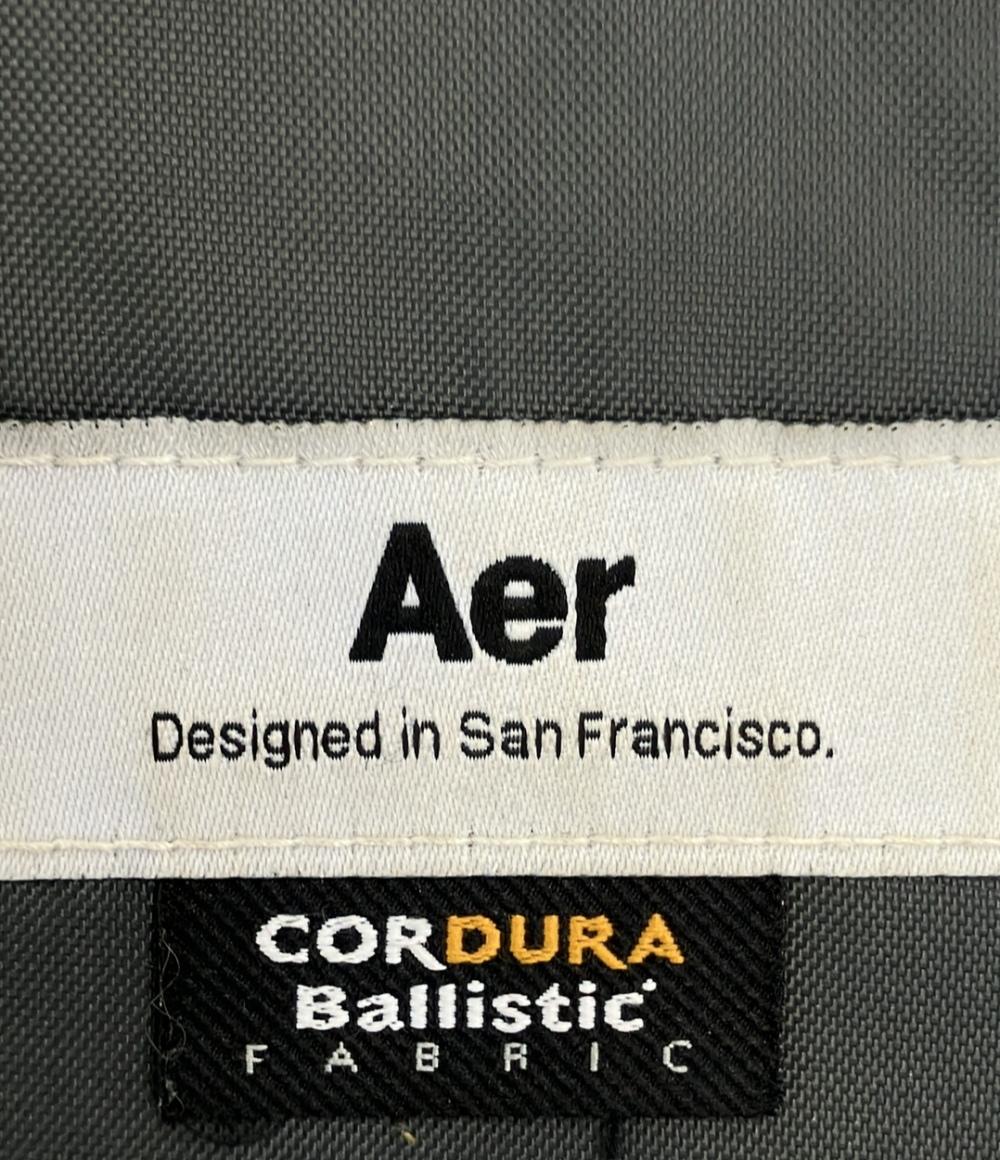 Aer
Designed in San Francisco.
CORDURA
Ballistic
FABRIC